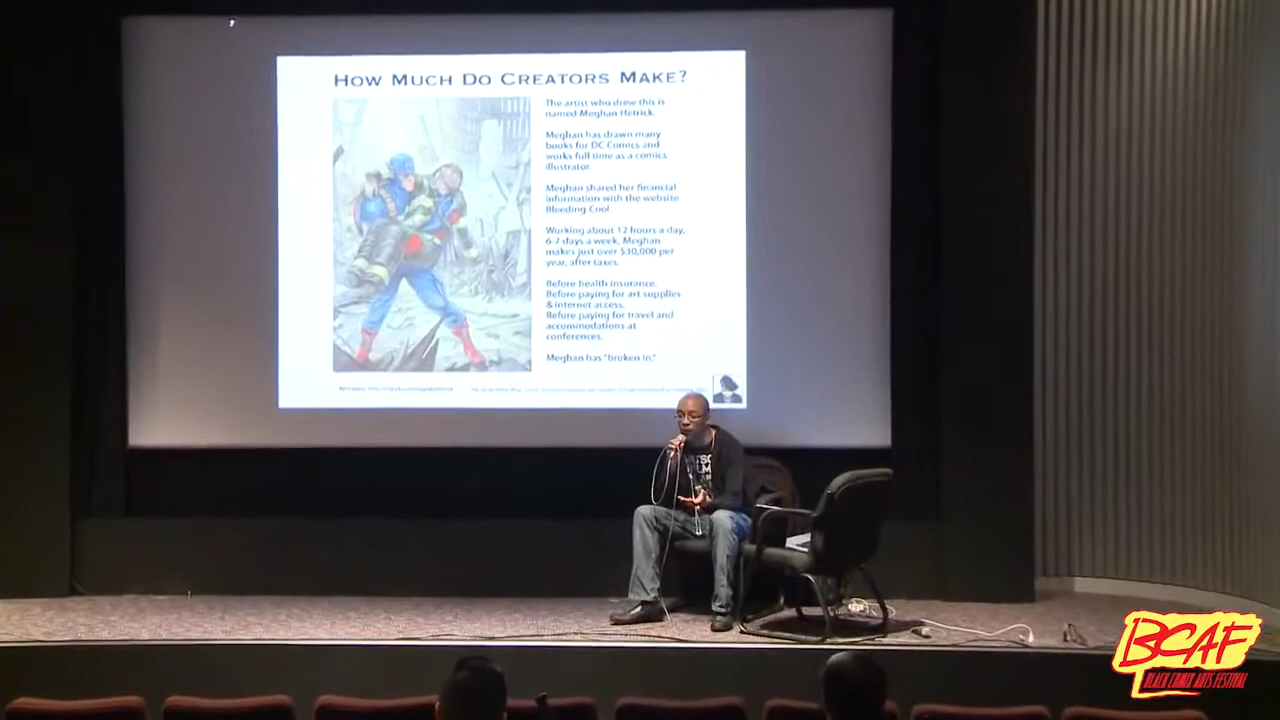 HOW MUCH DO CREATORS MAKE?
The artist who drew this is
named Meghan Hetrick.
Meghan has drawn many
books for DC Comics and
works full time as a comics
illustrator.
Meghan shared her financial
information with the website
Bleeding Cool.
Working about 12 hours a day,
6-7 days a week, Meghan
makes just over $30,000 per
year, after taxes.
Before health insurance.
Before paying for art supplies
& internet access.
Before paying for travel and
accommodations at
conferences.
Meghan has "broken in."
BCAF
BLACK COMIX ARTS FESTIVAL